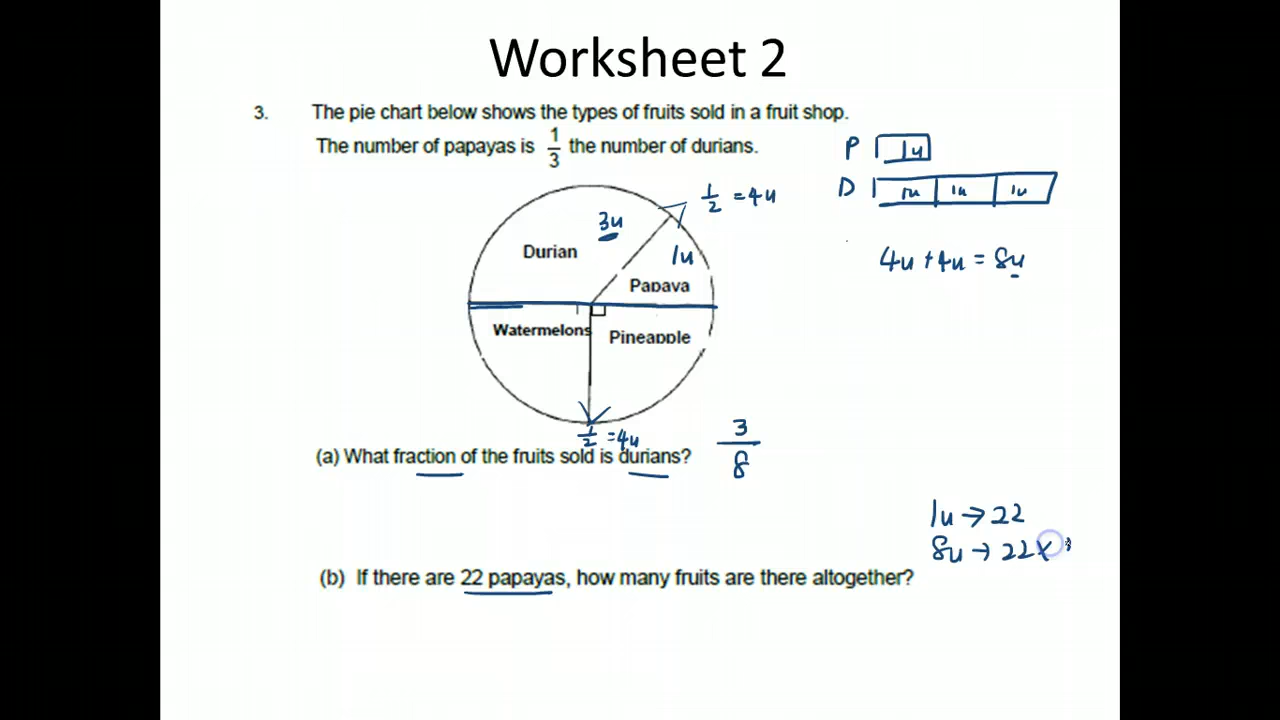 Worksheet 2
3. The pie chart below shows the types of fruits sold in a fruit shop.
The number of papayas is 1/3 the number of durians.
P 1u
D 1u 1u 1u
1/2 = 4u
3u
Durian
1u
4u + 4u = 8u
Papaya
Watermelons
Pineapple
1/2 = 4u
(a) What fraction of the fruits sold is durians? 3/8
1u → 22
8u → 22 x
(b) If there are 22 papayas, how many fruits are there altogether?